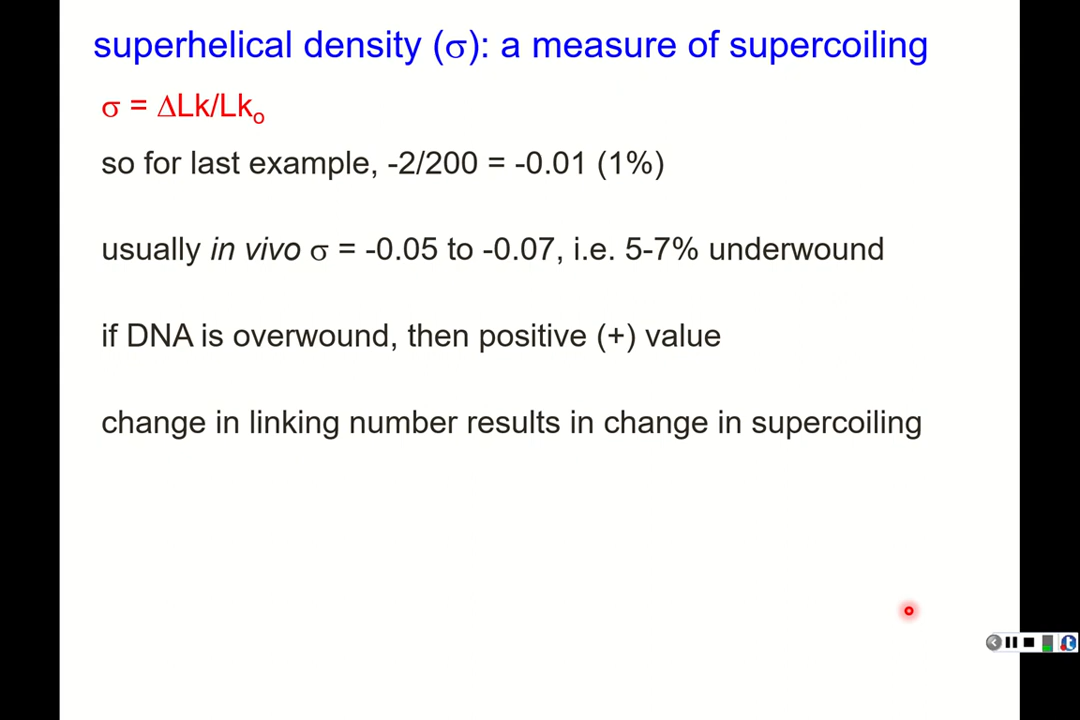 superhelical density (σ): a measure of supercoiling
σ = ΔLk/Lkₒ
so for last example, -2/200 = -0.01 (1%)
usually in vivo σ = -0.05 to -0.07, i.e. 5-7% underwound
if DNA is overwound, then positive (+) value
change in linking number results in change in supercoiling